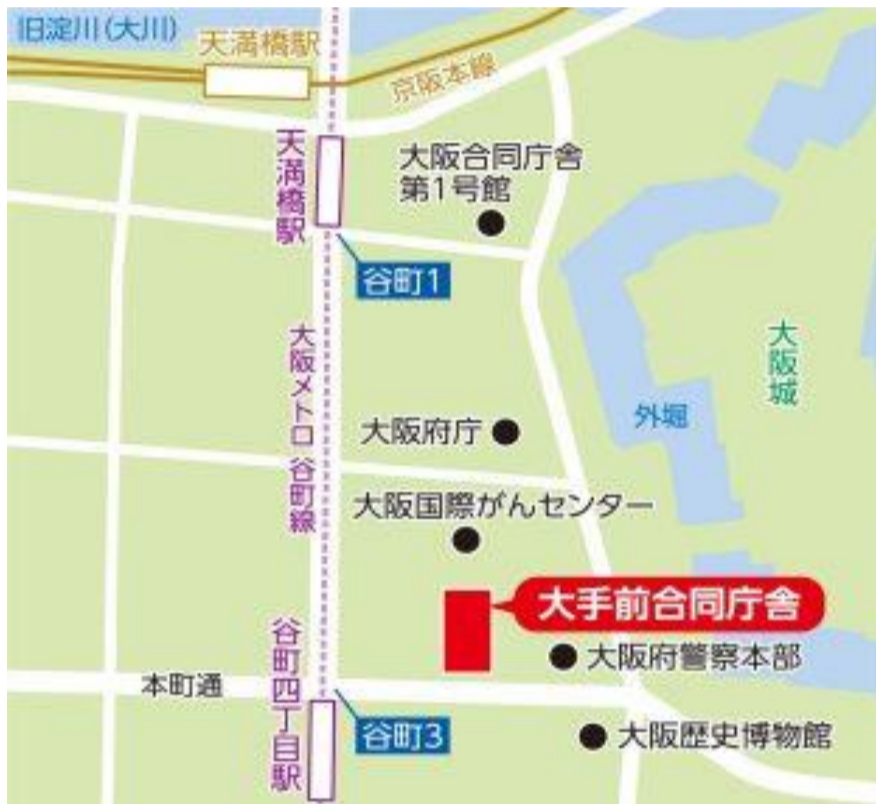 旧淀川(大川)
天満橋駅
京阪本線
天満橋駅
大阪合同庁舎
第1号館
谷町1
大阪メトロ 谷町線
大阪城
外堀
大阪府庁
大阪国際がんセンター
大手前合同庁舎
大阪府警察本部
谷町四丁目駅
本町通
谷町3
大阪歴史博物館